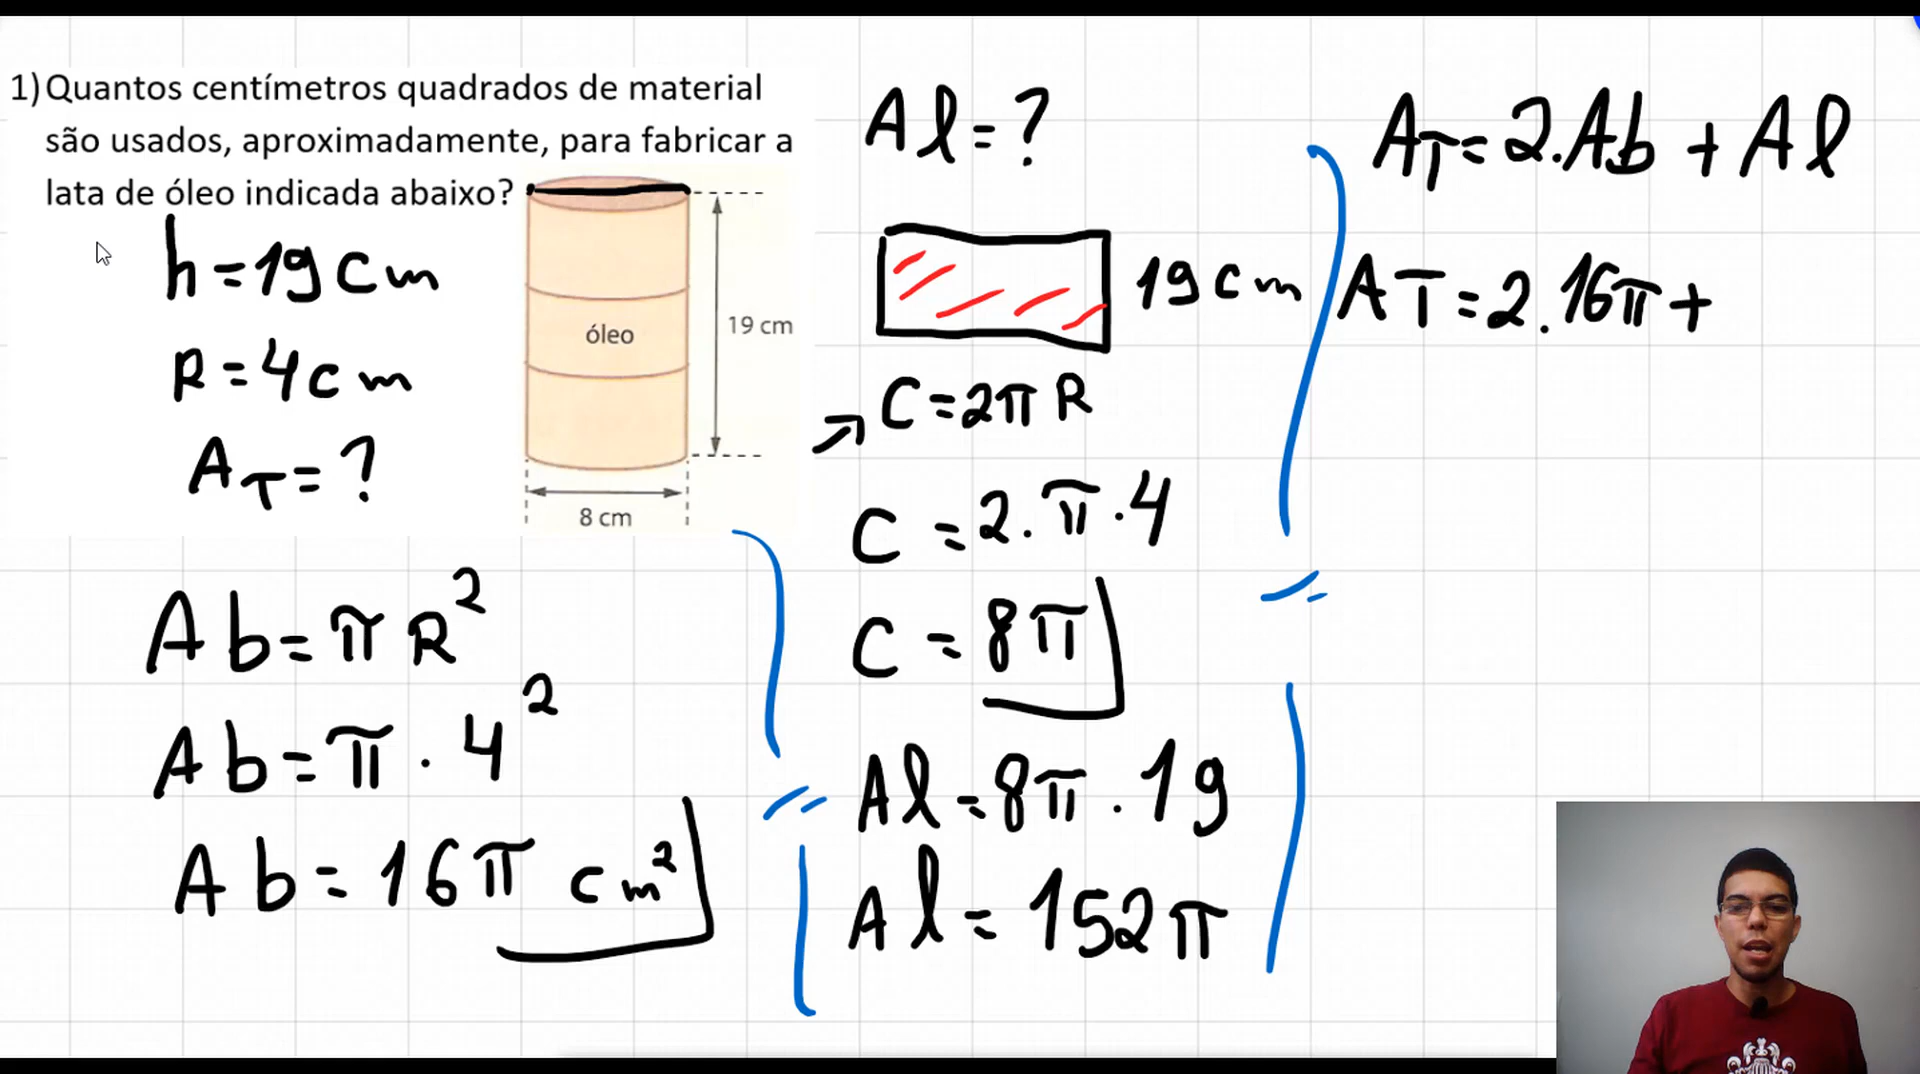 1) Quantos centímetros quadrados de material
são usados, aproximadamente, para fabricar a
lata de óleo indicada abaixo?
h = 19 cm
R = 4 cm
AT = ?
óleo
19 cm
8 cm
Ab = π R²
Ab = π . 4²
Ab = 16π cm²
Al = ?
19 cm
C = 2π R
C = 2 . π . 4
C = 8π
Al = 8π . 19
Al = 152π
AT = 2.Ab + Al
AT = 2.16π +